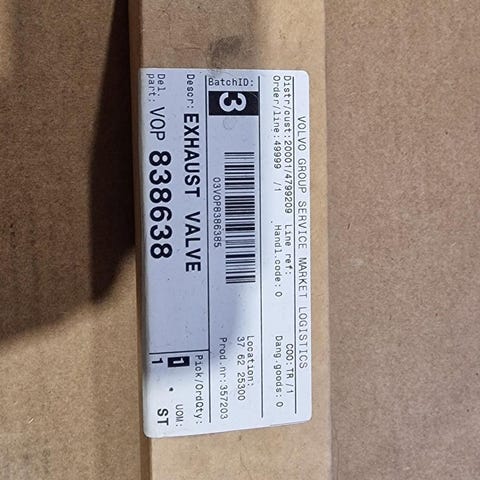 VOLVO GROUP SERVICE MARKET LOGISTICS
Distr/cust: 20001/4799209 Line ref: COO: TR /1
Order/line: 49999 /1 Handl.code: 0 Dang.goods: 0
BatchID:
3
03VOP8386385
Location:
37 62 25300
Prod.nr: 357203
Descr: EXHAUST VALVE
Pick/OrdQty: UOM:
Del. part: VOP 838638
1
1 * ST